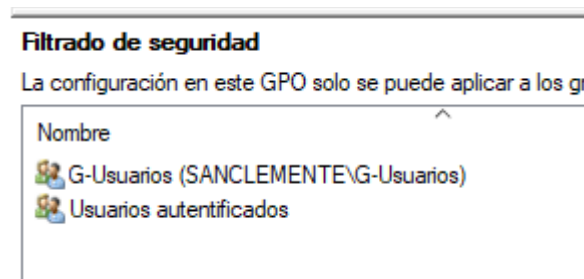 Filtrado de seguridad
La configuración en este GPO solo se puede aplicar a los
Nombre
G-Usuarios (SANCLEMENTE\G-Usuarios)
Usuarios autentificados